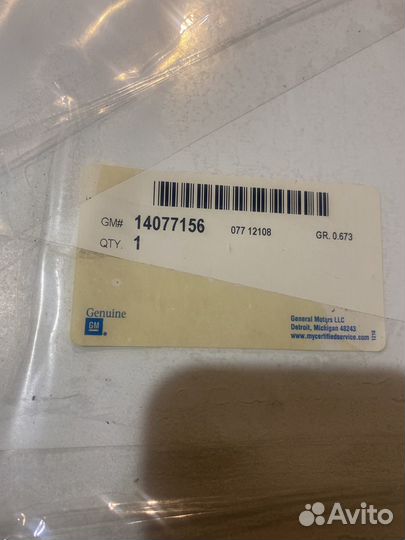 GM# 14077156 077 12108 GR. 0.673
QTY. 1
Genuine
GM
General Motors LLC
Detroit, Michigan 48243
www.mycertifiedservice.com
1210
Avito